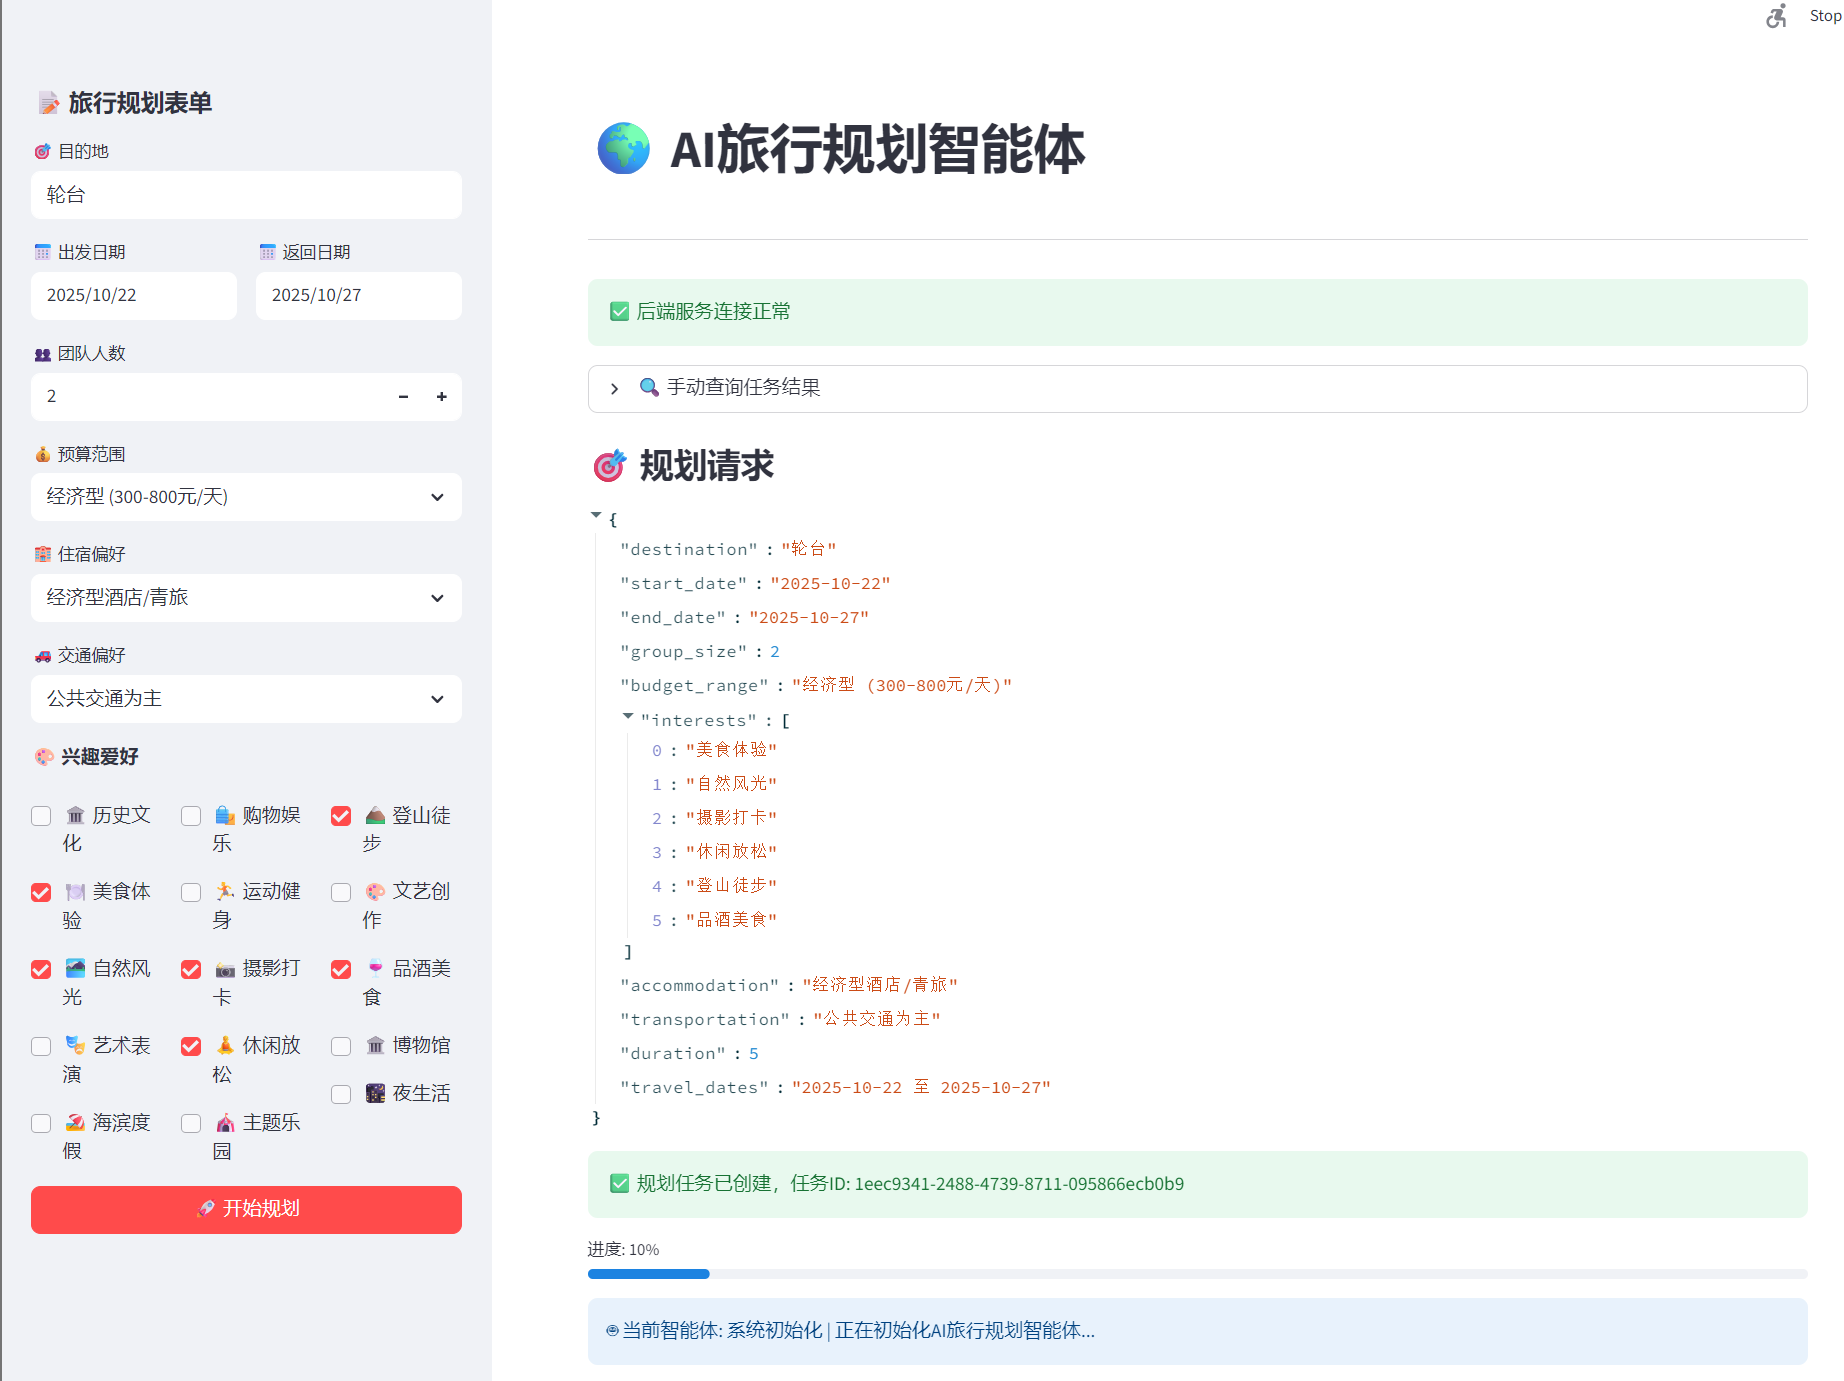 Stop
旅行规划表单
目的地
轮台
出发日期 返回日期
2025/10/22 2025/10/27
团队人数
2 − +
预算范围
经济型 (300-800元/天)
住宿偏好
经济型酒店/青旅
交通偏好
公共交通为主
兴趣爱好
历史文化
美食体验
自然风光
艺术表演
海滨度假
购物娱乐
运动健身
摄影打卡
休闲放松
主题乐园
登山徒步
文艺创作
品酒美食
博物馆
夜生活
开始规划
AI旅行规划智能体
后端服务连接正常
手动查询任务结果
规划请求
{
"destination" : "轮台"
"start_date" : "2025-10-22"
"end_date" : "2025-10-27"
"group_size" : 2
"budget_range" : "经济型 (300-800元/天)"
"interests" : [
0 : "美食体验"
1 : "自然风光"
2 : "摄影打卡"
3 : "休闲放松"
4 : "登山徒步"
5 : "品酒美食"
]
"accommodation" : "经济型酒店/青旅"
"transportation" : "公共交通为主"
"duration" : 5
"travel_dates" : "2025-10-22 至 2025-10-27"
}
规划任务已创建，任务ID: 1eec9341-2488-4739-8711-095866ecb0b9
进度: 10%
当前智能体: 系统初始化 | 正在初始化AI旅行规划智能体...